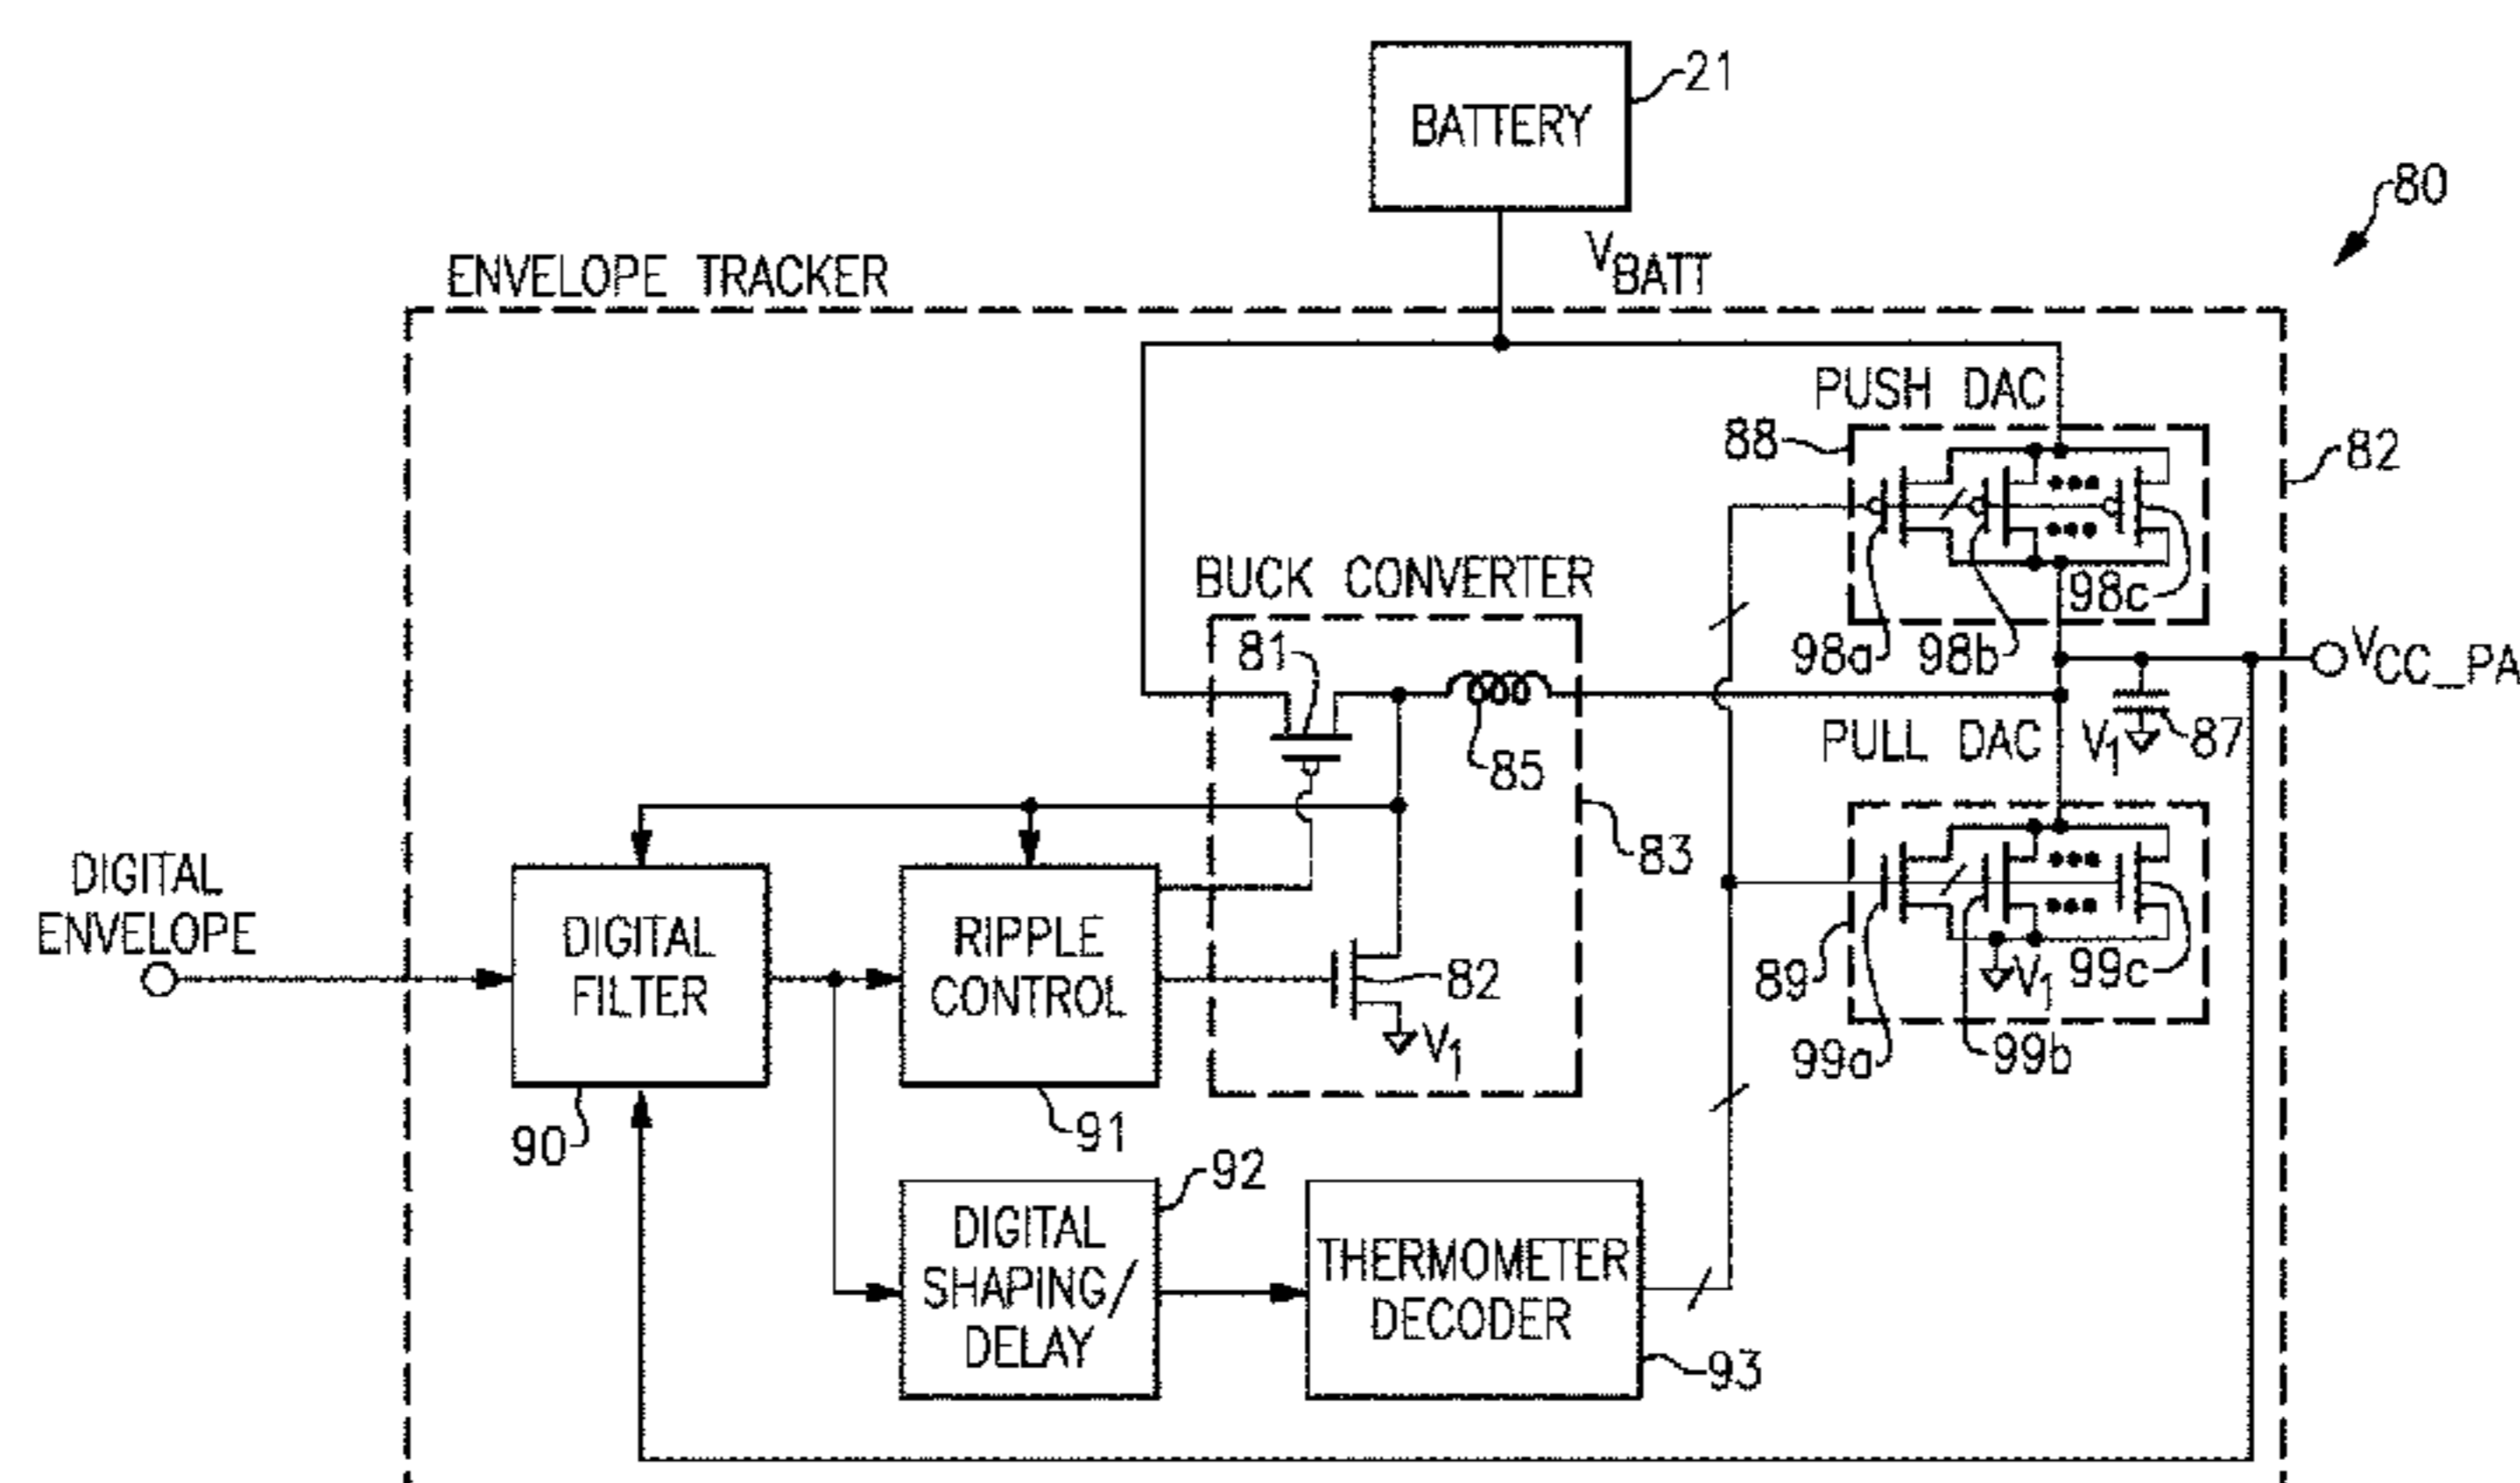 BATTERY
21
80
VBATT
ENVELOPE TRACKER
PUSH DAC
88
82
98c
98a
98b
BUCK CONVERTER
81
85
VCC_PA
V1
87
PULL DAC
83
DIGITAL
ENVELOPE
DIGITAL
FILTER
RIPPLE
CONTROL
82
V1
89
V1
99c
99a
99b
90
91
92
DIGITAL
SHAPING/
DELAY
THERMOMETER
DECODER
93